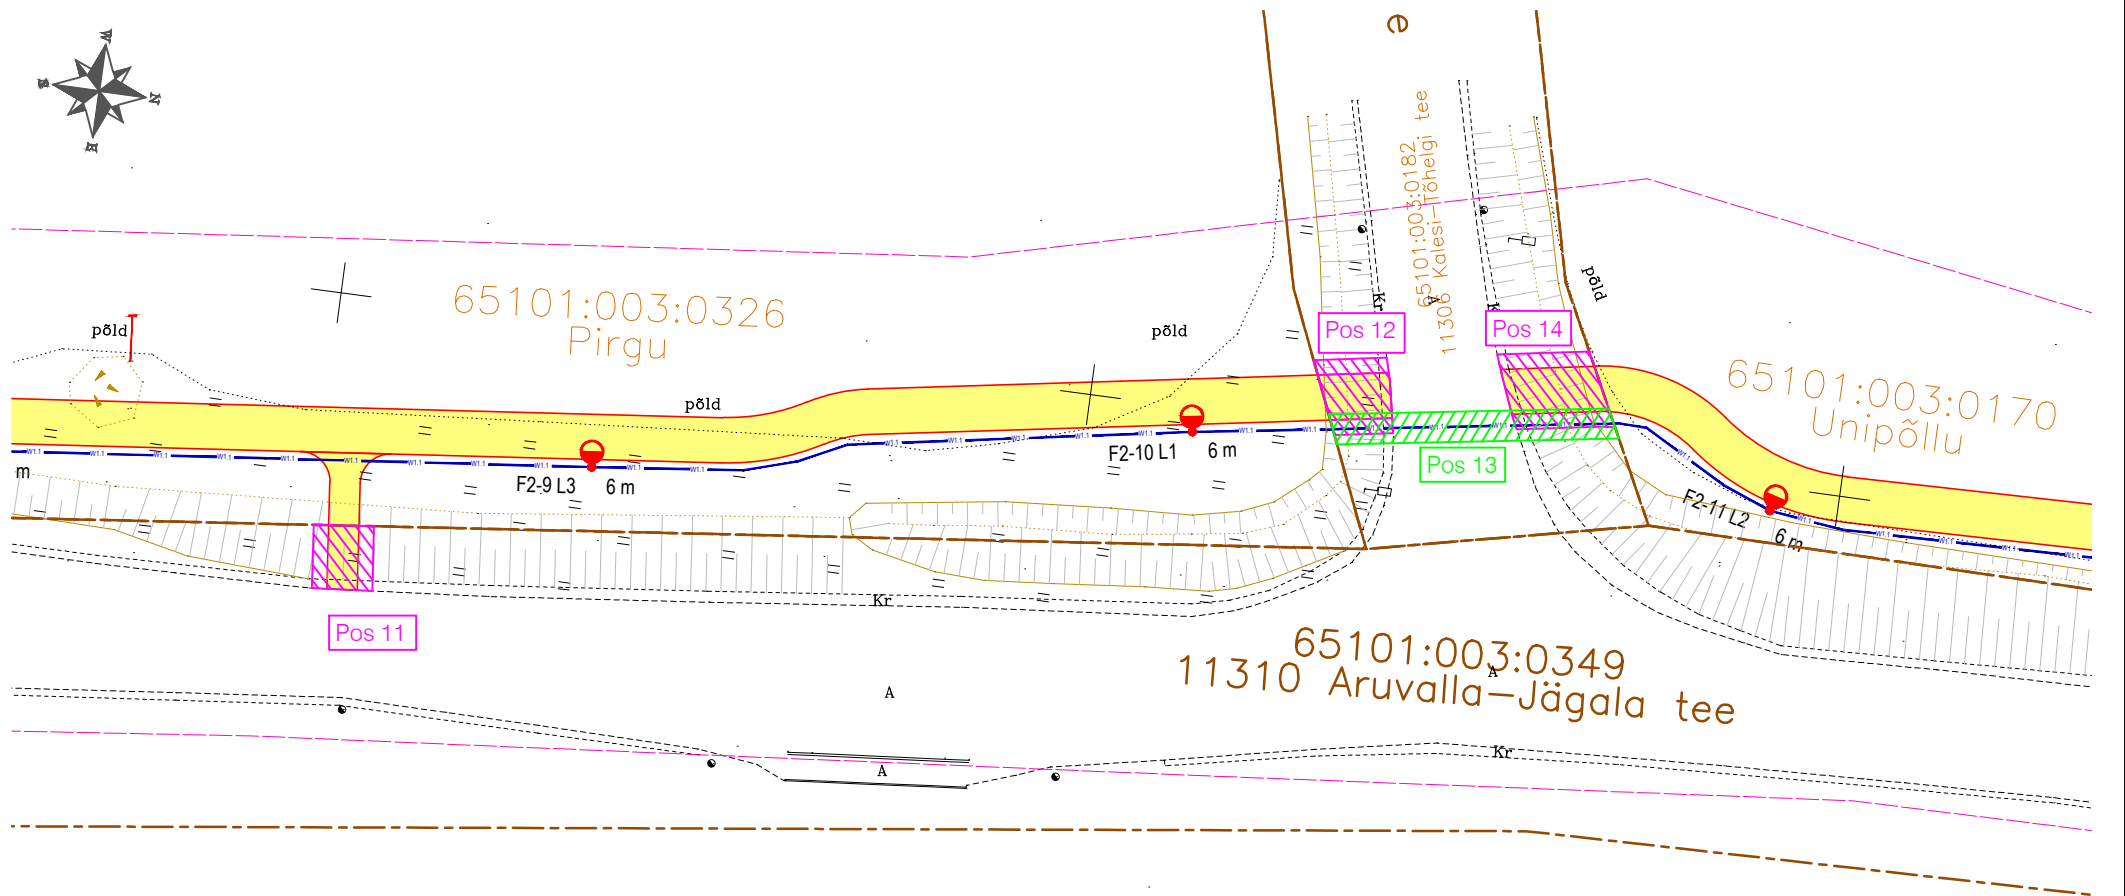 W
S
N
E
e
65101:003:0182
11306 Kalesi-Tõhelgi tee
65101:003:0326
Pirgu
põld
põld
põld
põld
Kr
A
K
Pos 12
Pos 14
65101:003:0170
Unipõllu
W1.1
m
F2-9 L3
6 m
F2-10 L1
6 m
Pos 13
F2-11 L2
6 m
Kr
Pos 11
65101:003:0349
11310 Aruvalla-Jägala tee
A
A
A
Kr